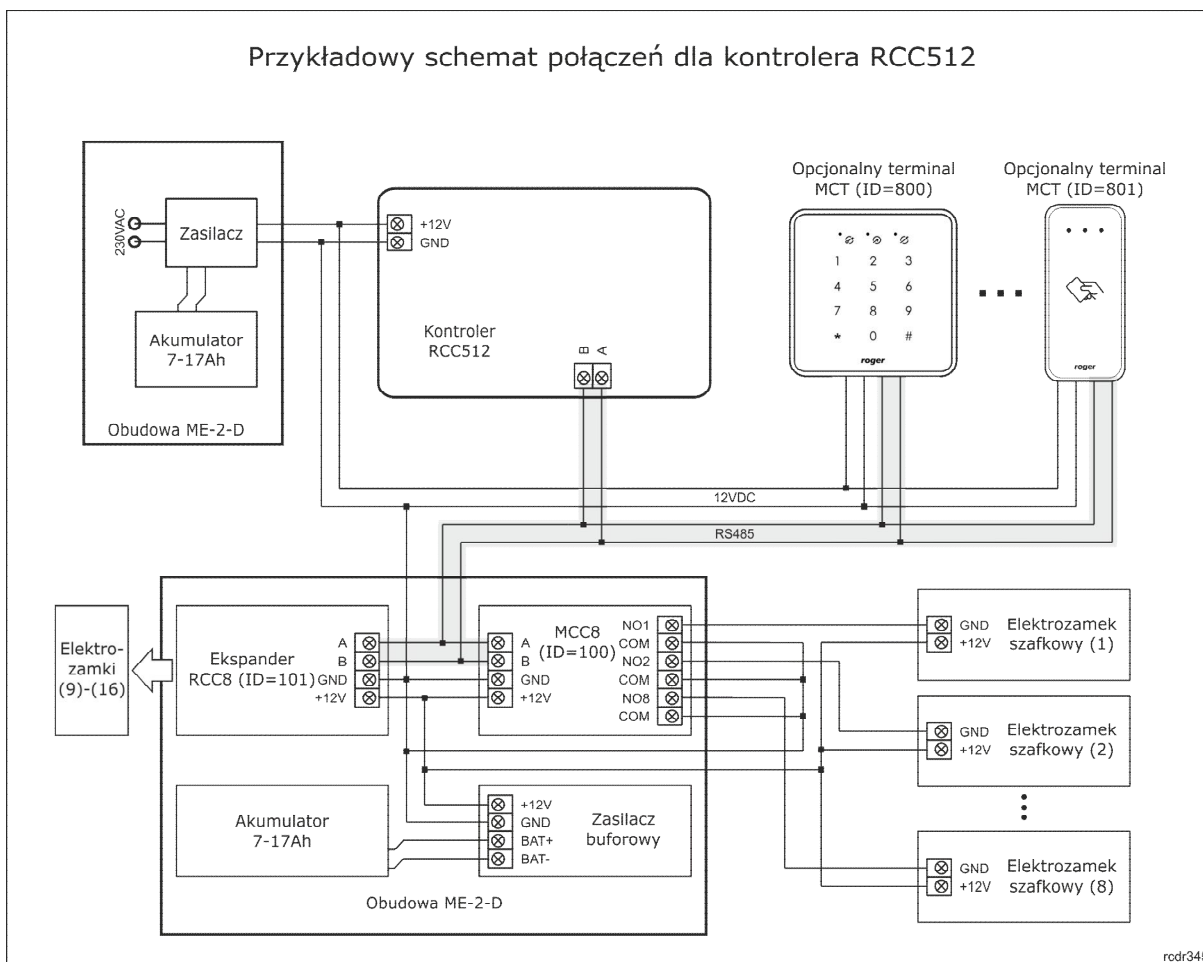 Przykładowy schemat połączeń dla kontrolera RCC512
230VAC
Zasilacz
Akumulator
7-17Ah
Obudowa ME-2-D
+12V
GND
Kontroler
RCC512
B
A
Opcjonalny terminal
MCT (ID=800)
1 2 3
4 5 6
7 8 9
* 0 #
roger
Opcjonalny terminal
MCT (ID=801)
roger
12VDC
RS485
Elektro-
zamki
(9)-(16)
Ekspander
RCC8 (ID=101)
A
B
GND
+12V
MCC8
(ID=100)
A
B
GND
+12V
NO1
COM
NO2
COM
NO8
COM
Akumulator
7-17Ah
+12V
GND
BAT+
BAT-
Zasilacz
buforowy
Obudowa ME-2-D
GND
+12V
Elektrozamek
szafkowy (1)
GND
+12V
Elektrozamek
szafkowy (2)
GND
+12V
Elektrozamek
szafkowy (8)